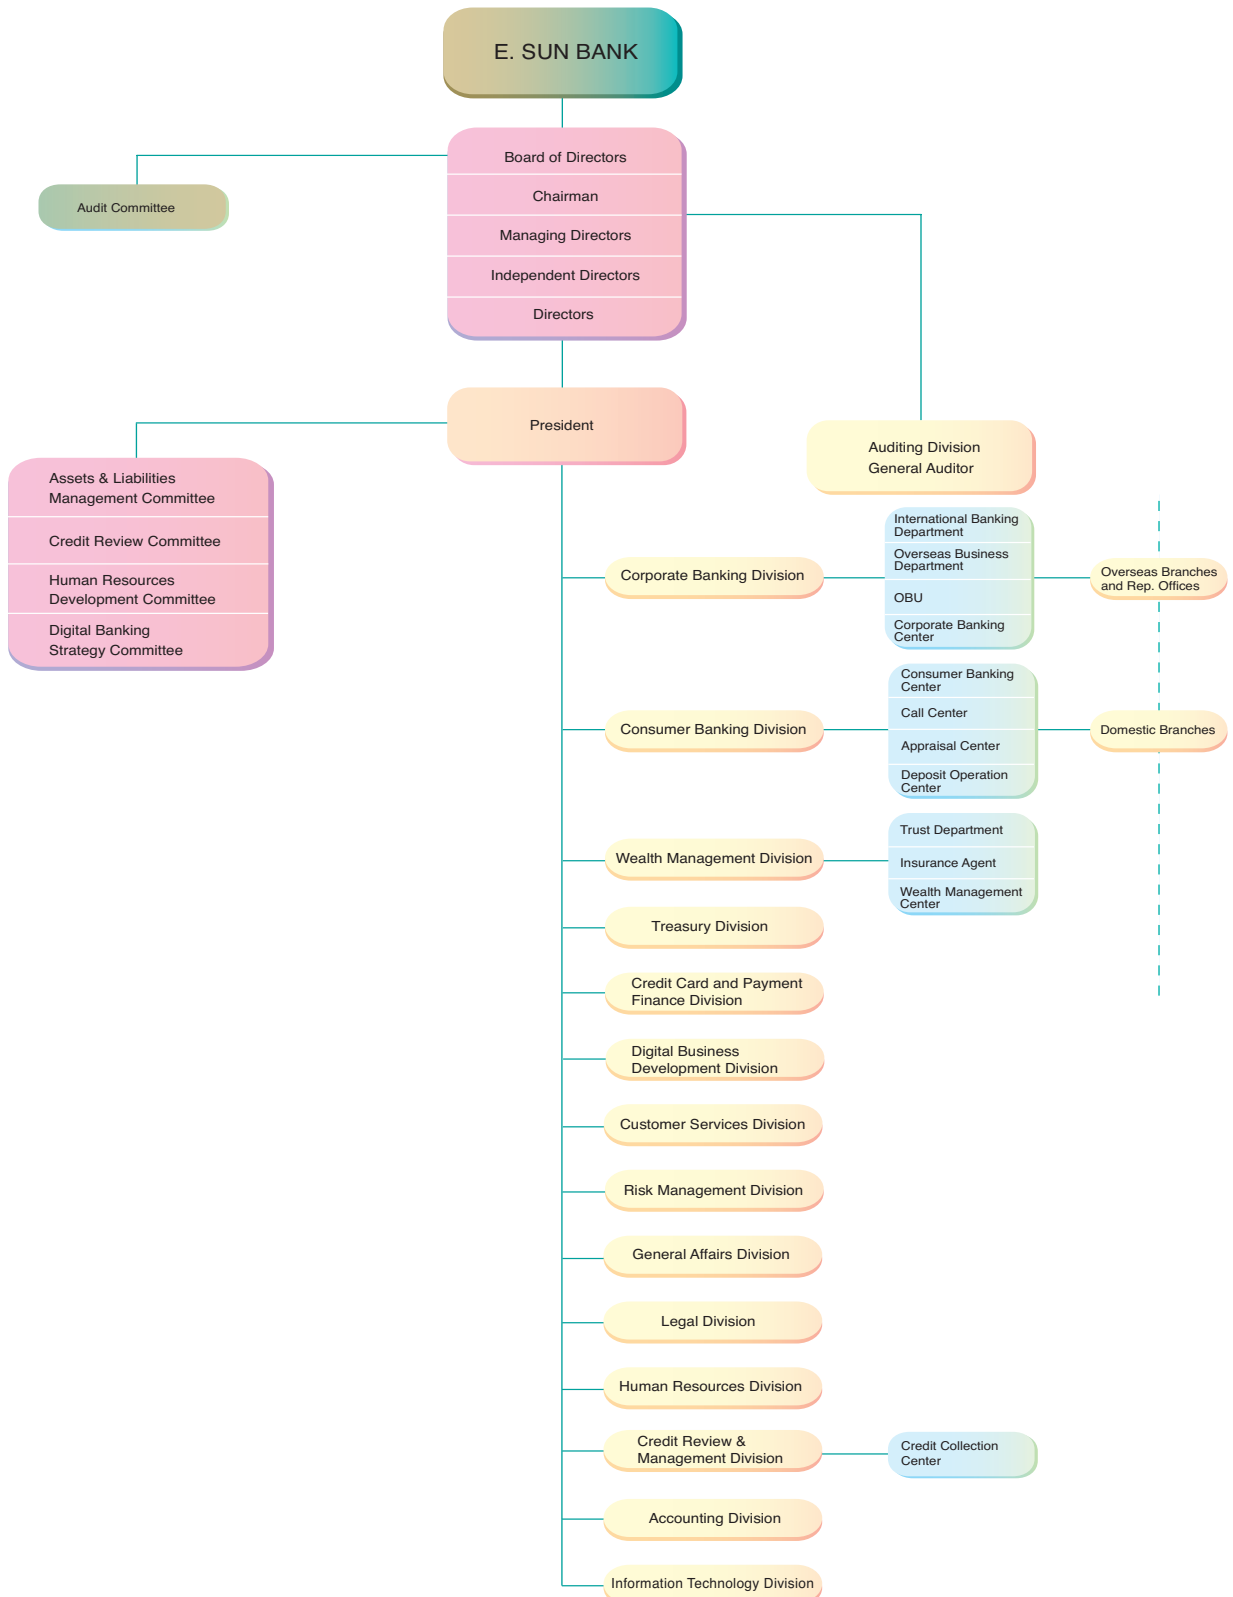 E. SUN BANK
Board of Directors
Chairman
Managing Directors
Independent Directors
Directors
Audit Committee
President
Auditing Division
General Auditor
Assets & Liabilities
Management Committee
Credit Review Committee
Human Resources
Development Committee
Digital Banking
Strategy Committee
Corporate Banking Division
International Banking
Department
Overseas Business
Department
OBU
Corporate Banking
Center
Overseas Branches
and Rep. Offices
Consumer Banking Division
Consumer Banking
Center
Call Center
Appraisal Center
Deposit Operation
Center
Domestic Branches
Wealth Management Division
Trust Department
Insurance Agent
Wealth Management
Center
Treasury Division
Credit Card and Payment
Finance Division
Digital Business
Development Division
Customer Services Division
Risk Management Division
General Affairs Division
Legal Division
Human Resources Division
Credit Review &
Management Division
Credit Collection
Center
Accounting Division
Information Technology Division